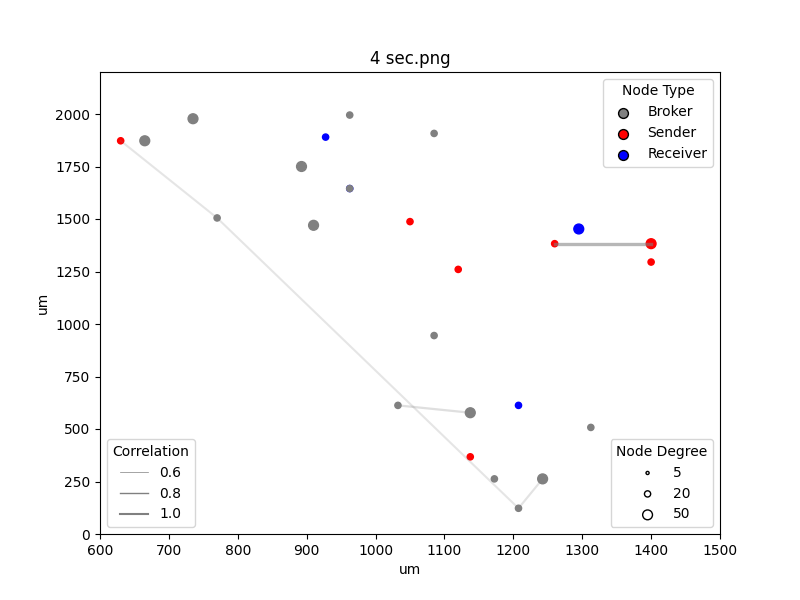 4 sec.png
Node Type
Broker
Sender
Receiver
um
2000
1750
1500
1250
1000
750
500
250
0
Correlation
0.6
0.8
1.0
Node Degree
5
20
50
600 700 800 900 1000 1100 1200 1300 1400 1500
um